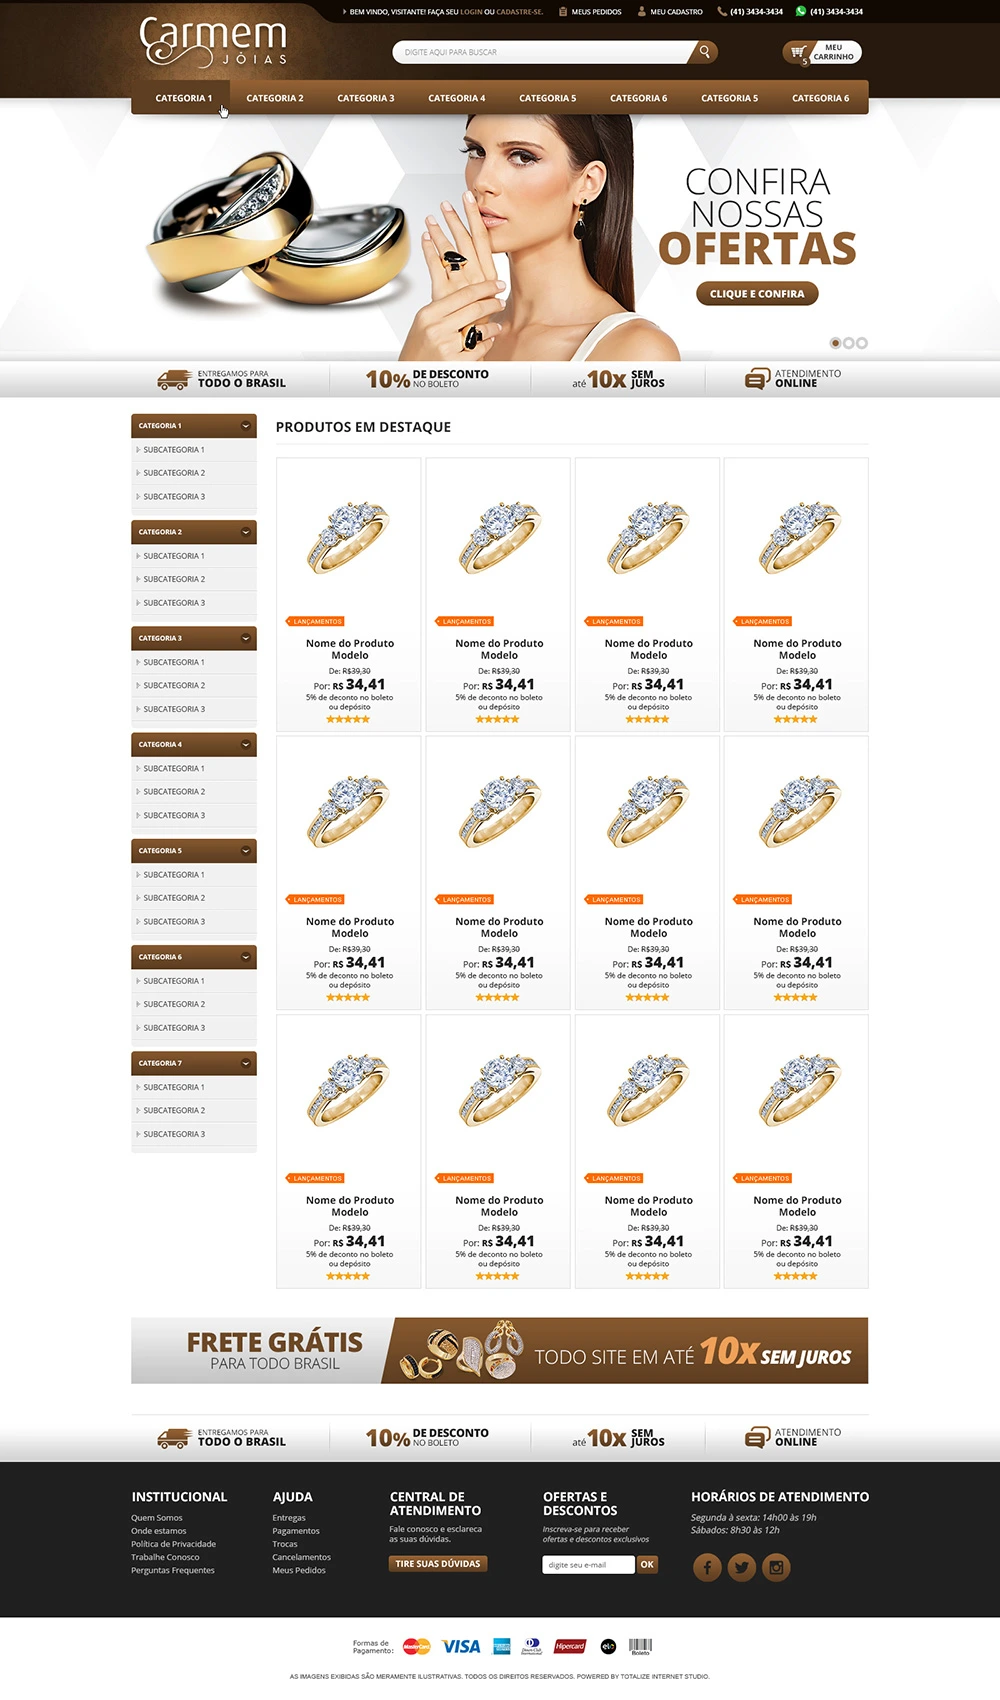 BEM VINDO, VISITANTE! FAÇA SEU LOGIN OU CADASTRE-SE. MEUS PEDIDOS MEU CADASTRO (41) 3434-3434 (41) 3434-3434
Carmem
JÓIAS
DIGITE AQUI PARA BUSCAR
5
MEU
CARRINHO
CATEGORIA 1 CATEGORIA 2 CATEGORIA 3 CATEGORIA 4 CATEGORIA 5 CATEGORIA 6 CATEGORIA 5 CATEGORIA 6
CONFIRA
NOSSAS
OFERTAS
CLIQUE E CONFIRA
ENTREGAMOS PARA
TODO O BRASIL
10% DE DESCONTO
NO BOLETO
até 10x SEM
JUROS
ATENDIMENTO
ONLINE
CATEGORIA 1
SUBCATEGORIA 1
SUBCATEGORIA 2
SUBCATEGORIA 3
CATEGORIA 2
SUBCATEGORIA 1
SUBCATEGORIA 2
SUBCATEGORIA 3
CATEGORIA 3
SUBCATEGORIA 1
SUBCATEGORIA 2
SUBCATEGORIA 3
CATEGORIA 4
SUBCATEGORIA 1
SUBCATEGORIA 2
SUBCATEGORIA 3
CATEGORIA 5
SUBCATEGORIA 1
SUBCATEGORIA 2
SUBCATEGORIA 3
CATEGORIA 6
SUBCATEGORIA 1
SUBCATEGORIA 2
SUBCATEGORIA 3
CATEGORIA 7
SUBCATEGORIA 1
SUBCATEGORIA 2
SUBCATEGORIA 3
PRODUTOS EM DESTAQUE
LANÇAMENTOS LANÇAMENTOS LANÇAMENTOS LANÇAMENTOS
Nome do Produto Nome do Produto Nome do Produto Nome do Produto
Modelo Modelo Modelo Modelo
De: R$39,30 De: R$39,30 De: R$39,30 De: R$39,30
Por: R$ 34,41 Por: R$ 34,41 Por: R$ 34,41 Por: R$ 34,41
5% de deconto no boleto 5% de deconto no boleto 5% de deconto no boleto 5% de deconto no boleto
ou depósito ou depósito ou depósito ou depósito
LANÇAMENTOS LANÇAMENTOS LANÇAMENTOS LANÇAMENTOS
Nome do Produto Nome do Produto Nome do Produto Nome do Produto
Modelo Modelo Modelo Modelo
De: R$39,30 De: R$39,30 De: R$39,30 De: R$39,30
Por: R$ 34,41 Por: R$ 34,41 Por: R$ 34,41 Por: R$ 34,41
5% de deconto no boleto 5% de deconto no boleto 5% de deconto no boleto 5% de deconto no boleto
ou depósito ou depósito ou depósito ou depósito
LANÇAMENTOS LANÇAMENTOS LANÇAMENTOS LANÇAMENTOS
Nome do Produto Nome do Produto Nome do Produto Nome do Produto
Modelo Modelo Modelo Modelo
De: R$39,30 De: R$39,30 De: R$39,30 De: R$39,30
Por: R$ 34,41 Por: R$ 34,41 Por: R$ 34,41 Por: R$ 34,41
5% de deconto no boleto 5% de deconto no boleto 5% de deconto no boleto 5% de deconto no boleto
ou depósito ou depósito ou depósito ou depósito
FRETE GRÁTIS
PARA TODO BRASIL
TODO SITE EM ATÉ 10x SEM JUROS
ENTREGAMOS PARA
TODO O BRASIL
10% DE DESCONTO
NO BOLETO
até 10x SEM
JUROS
ATENDIMENTO
ONLINE
INSTITUCIONAL
Quem Somos
Onde estamos
Política de Privacidade
Trabalhe Conosco
Perguntas Frequentes
AJUDA
Entregas
Pagamentos
Trocas
Cancelamentos
Meus Pedidos
CENTRAL DE
ATENDIMENTO
Fale conosco e esclareca
as suas dúvidas.
TIRE SUAS DÚVIDAS
OFERTAS E
DESCONTOS
Inscreva-se para receber
ofertas e descontos exclusivos
digite seu e-mail OK
HORÁRIOS DE ATENDIMENTO
Segunda à sexta: 14h00 às 19h
Sábados: 8h30 às 12h
Formas de
Pagamento:
MasterCard VISA Hipercard elo Boleto
AS IMAGENS EXIBIDAS SÃO MERAMENTE ILUSTRATIVAS. TODOS OS DIREITOS RESERVADOS. POWERED BY TOTALIZE INTERNET STUDIO.